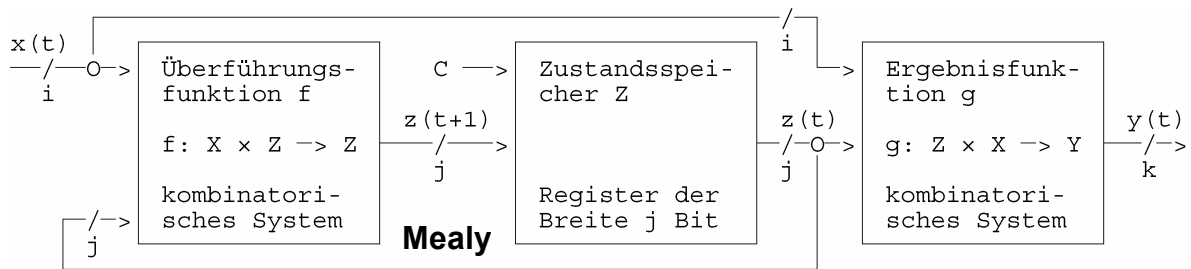 x(t)
i
Überführungs-
funktion f
f: X × Z —> Z
kombinatori-
sches System
j
z(t+1)
j
Mealy
C
Zustandsspei-
cher Z
Register der
Breite j Bit
z(t)
j
i
Ergebnisfunk-
tion g
g: Z × X —> Y
kombinatori-
sches System
y(t)
k